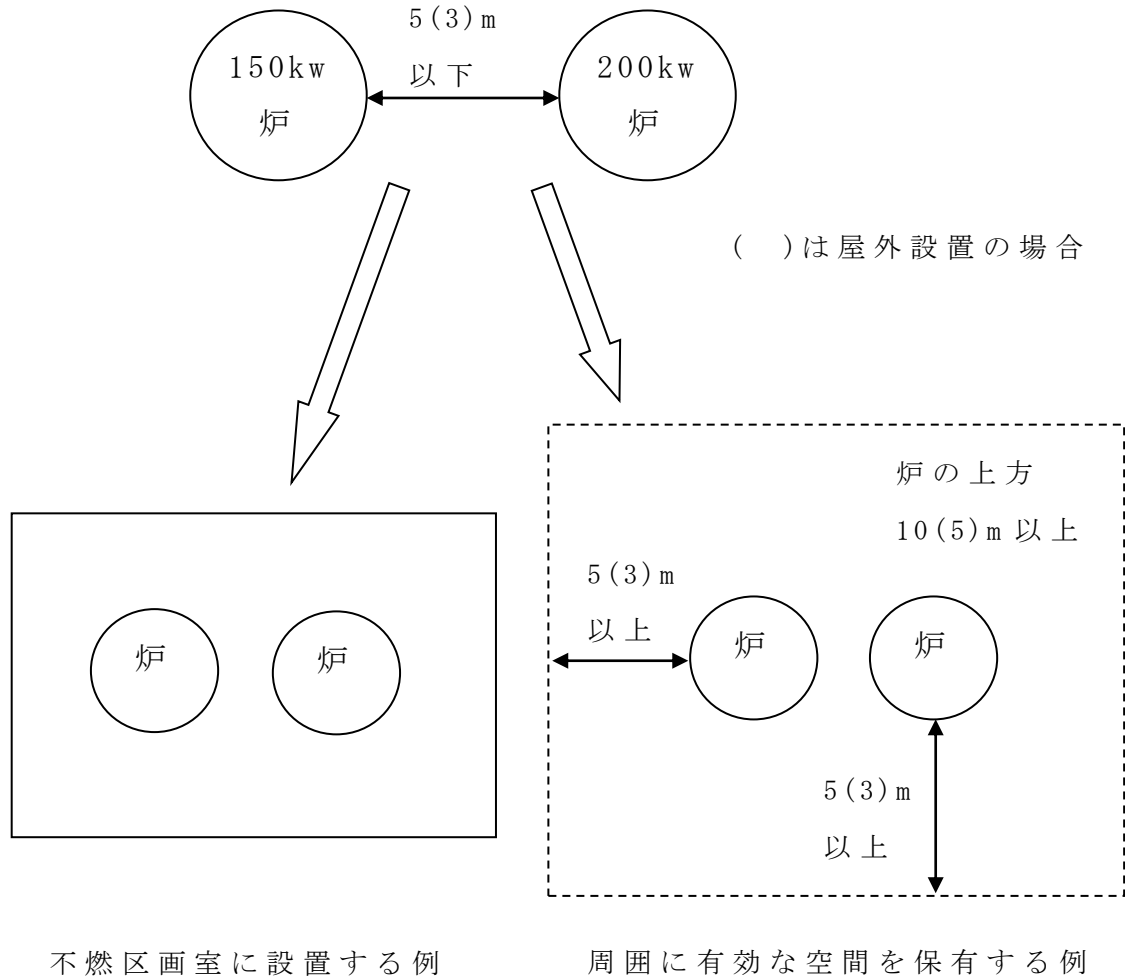 5(3)m
以下
150kw
炉
200kw
炉
( )は屋外設置の場合
炉の上方
10(5)m以上
5(3)m
以上
炉
炉
炉
炉
5(3)m
以上
不燃区画室に設置する例
周囲に有効な空間を保有する例